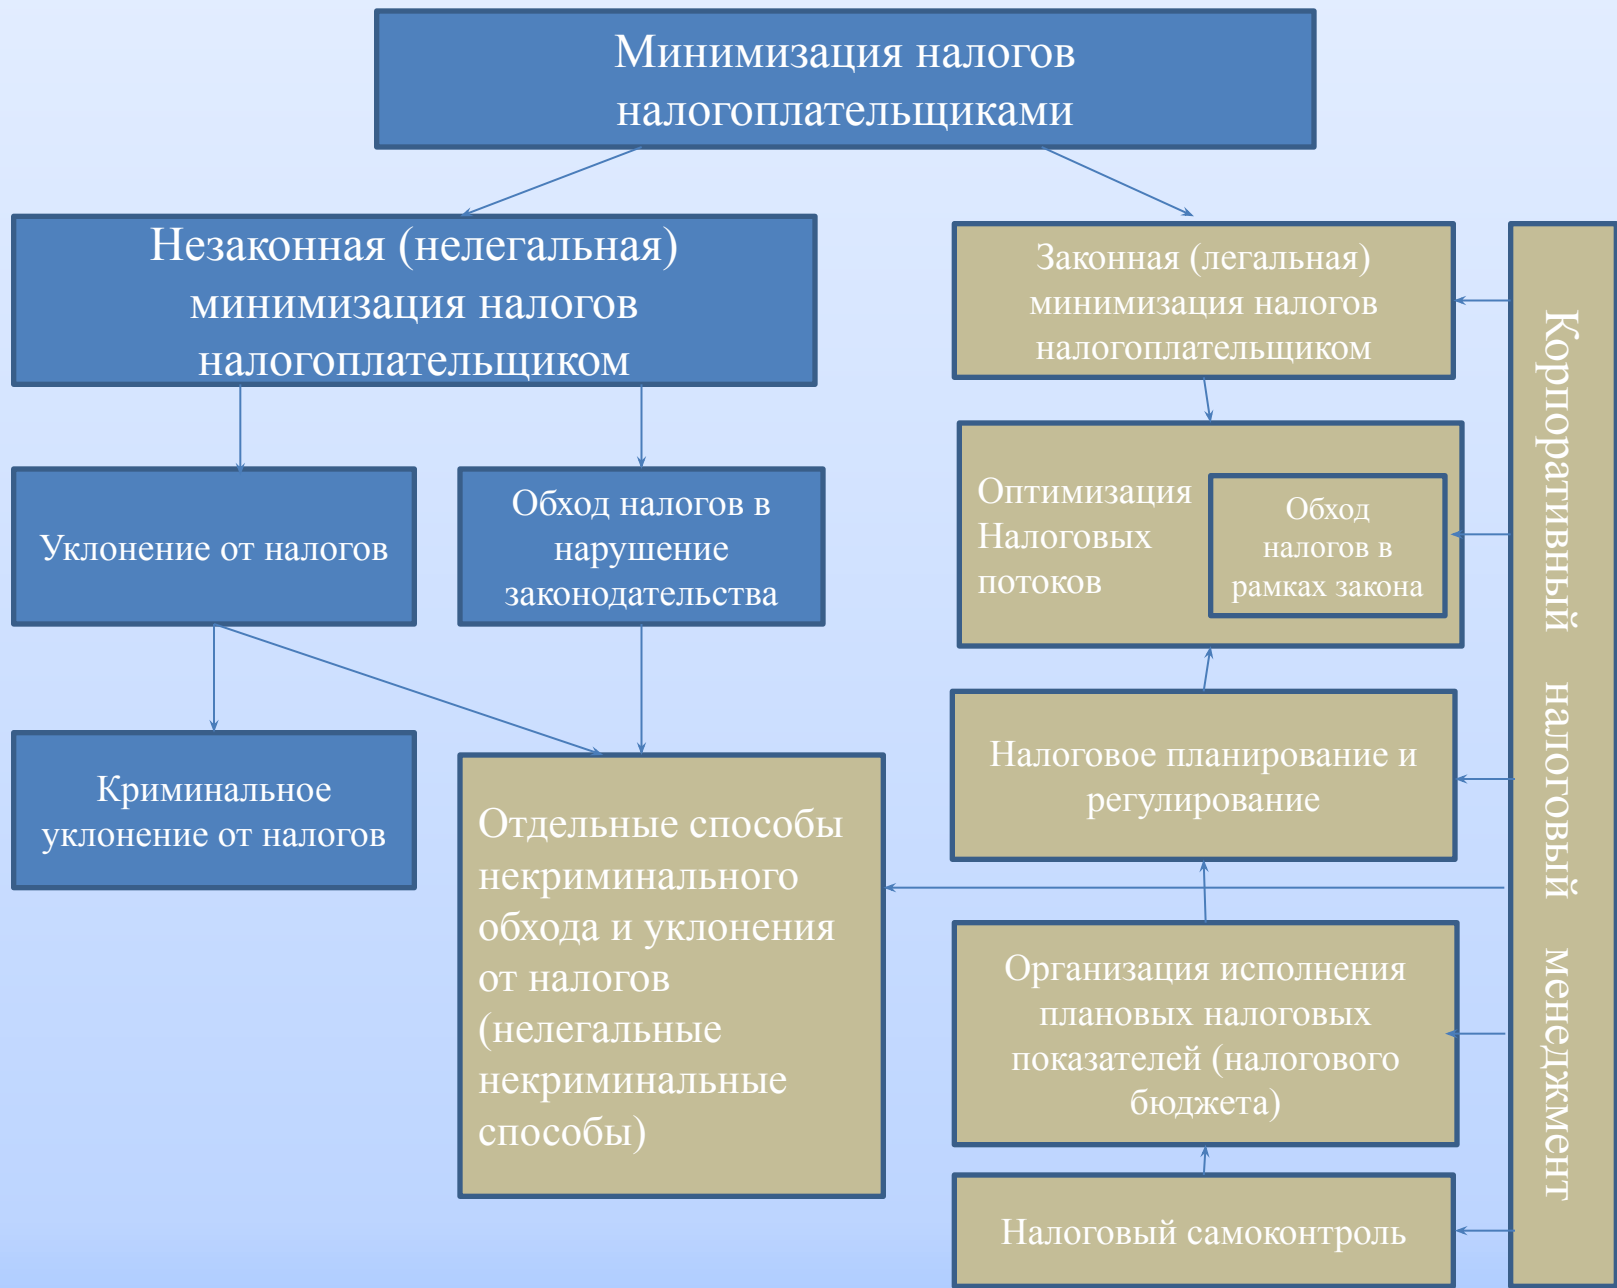 Минимизация налогов
налогоплательщиками
Незаконная (нелегальная)
минимизация налогов
налогоплательщиком
Законная (легальная)
минимизация налогов
налогоплательщиком
Уклонение от налогов
Обход налогов в
нарушение
законодательства
Оптимизация
Налоговых
потоков
Обход
налогов в
рамках закона
Криминальное
уклонение от налогов
Отдельные способы
некриминального
обхода и уклонения
от налогов
(нелегальные
некриминальные
способы)
Налоговое планирование и
регулирование
Организация исполнения
плановых налоговых
показателей (налогового
бюджета)
Налоговый самоконтроль
Корпоративный налоговый менеджмент